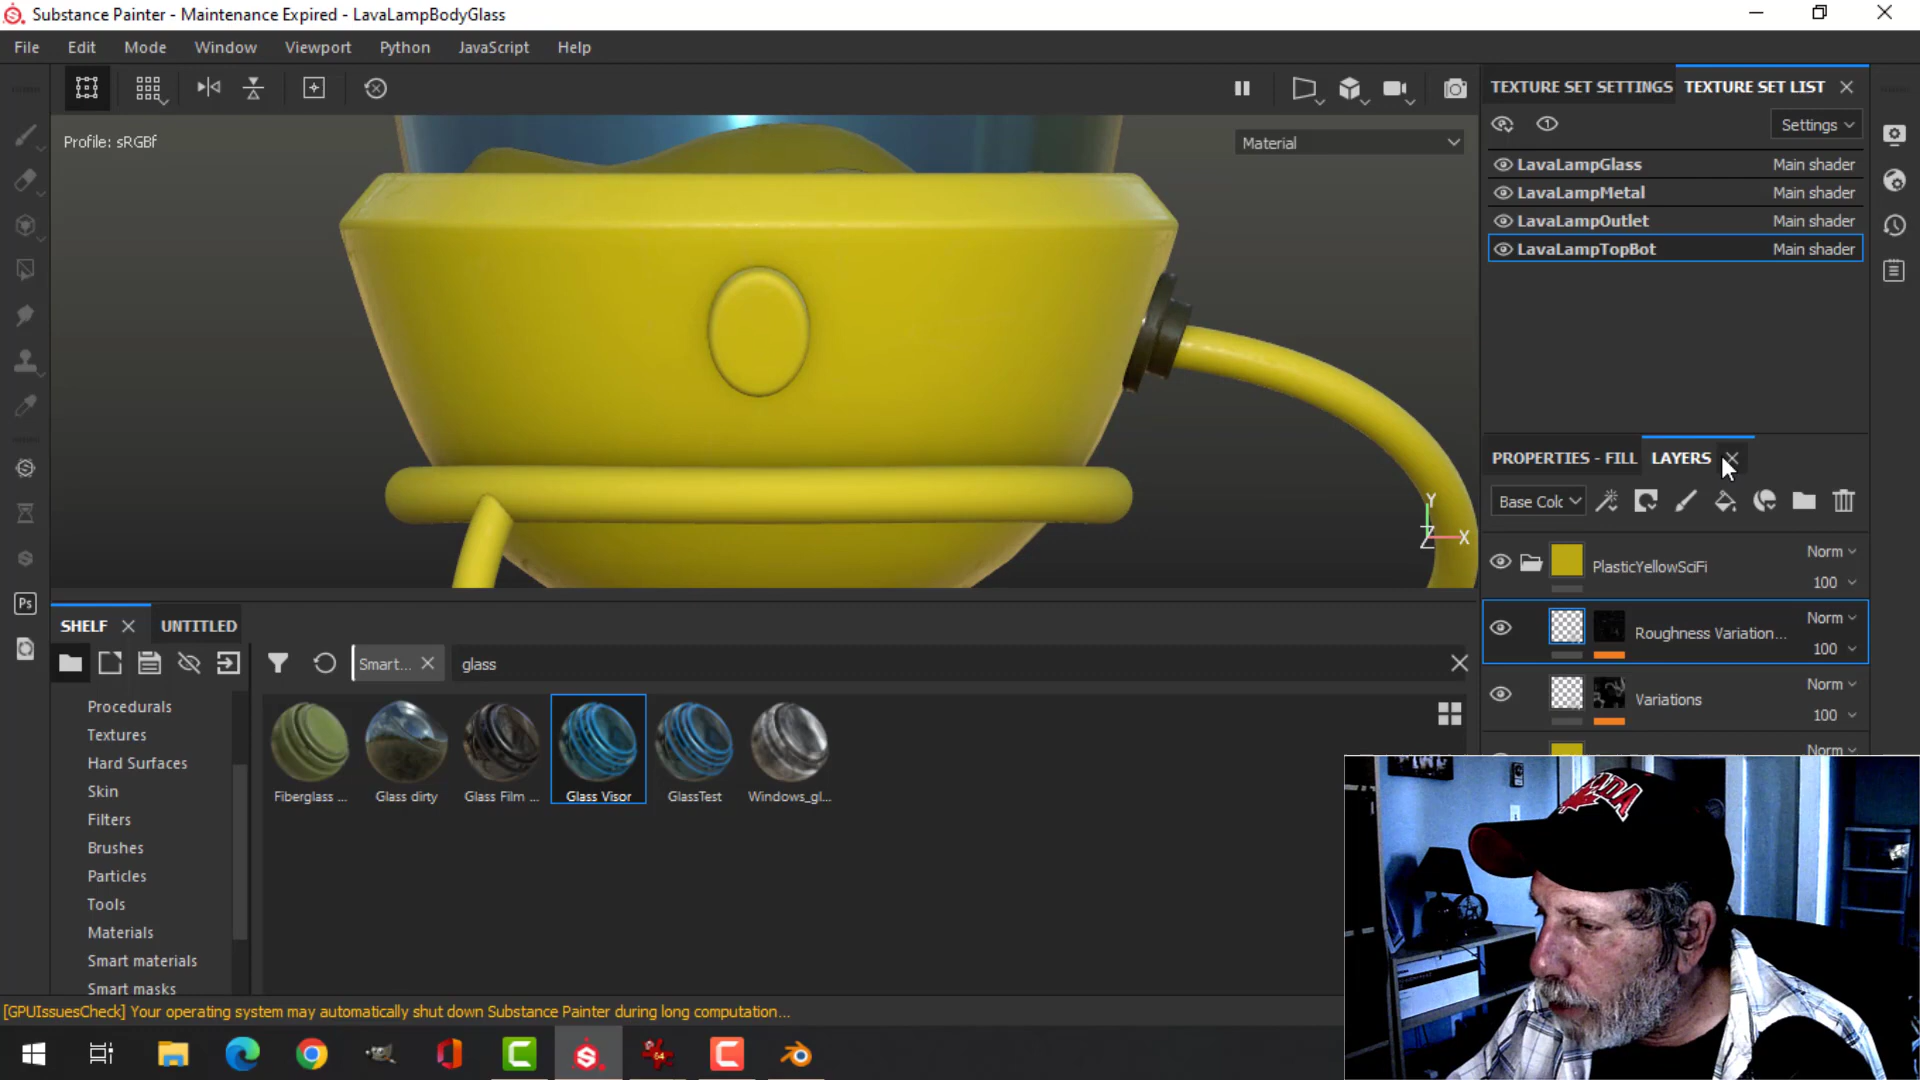 Substance Painter - Maintenance Expired - LavaLampBodyGlass
File Edit Mode Window Viewport Python JavaScript Help
Profile: sRGBf
Material
TEXTURE SET SETTINGS TEXTURE SET LIST
Settings
LavaLampGlass Main shader
LavaLampMetal Main shader
LavaLampOutlet Main shader
LavaLampTopBot Main shader
Y
Z X
PROPERTIES - FILL LAYERS
Base Colc
PlasticYellowSciFi Norm
100
Roughness Variation... Norm
100
Variations Norm
100
Norm
SHELF UNTITLED
Smart... glass
Procedurals
Textures
Hard Surfaces
Skin
Filters
Brushes
Particles
Tools
Materials
Smart materials
Smart masks
Fiberglass ... Glass dirty Glass Film ... Glass Visor GlassTest Windows_gl...
Ps
[GPUIssuesCheck] Your operating system may automatically shut down Substance Painter during long computation...
64